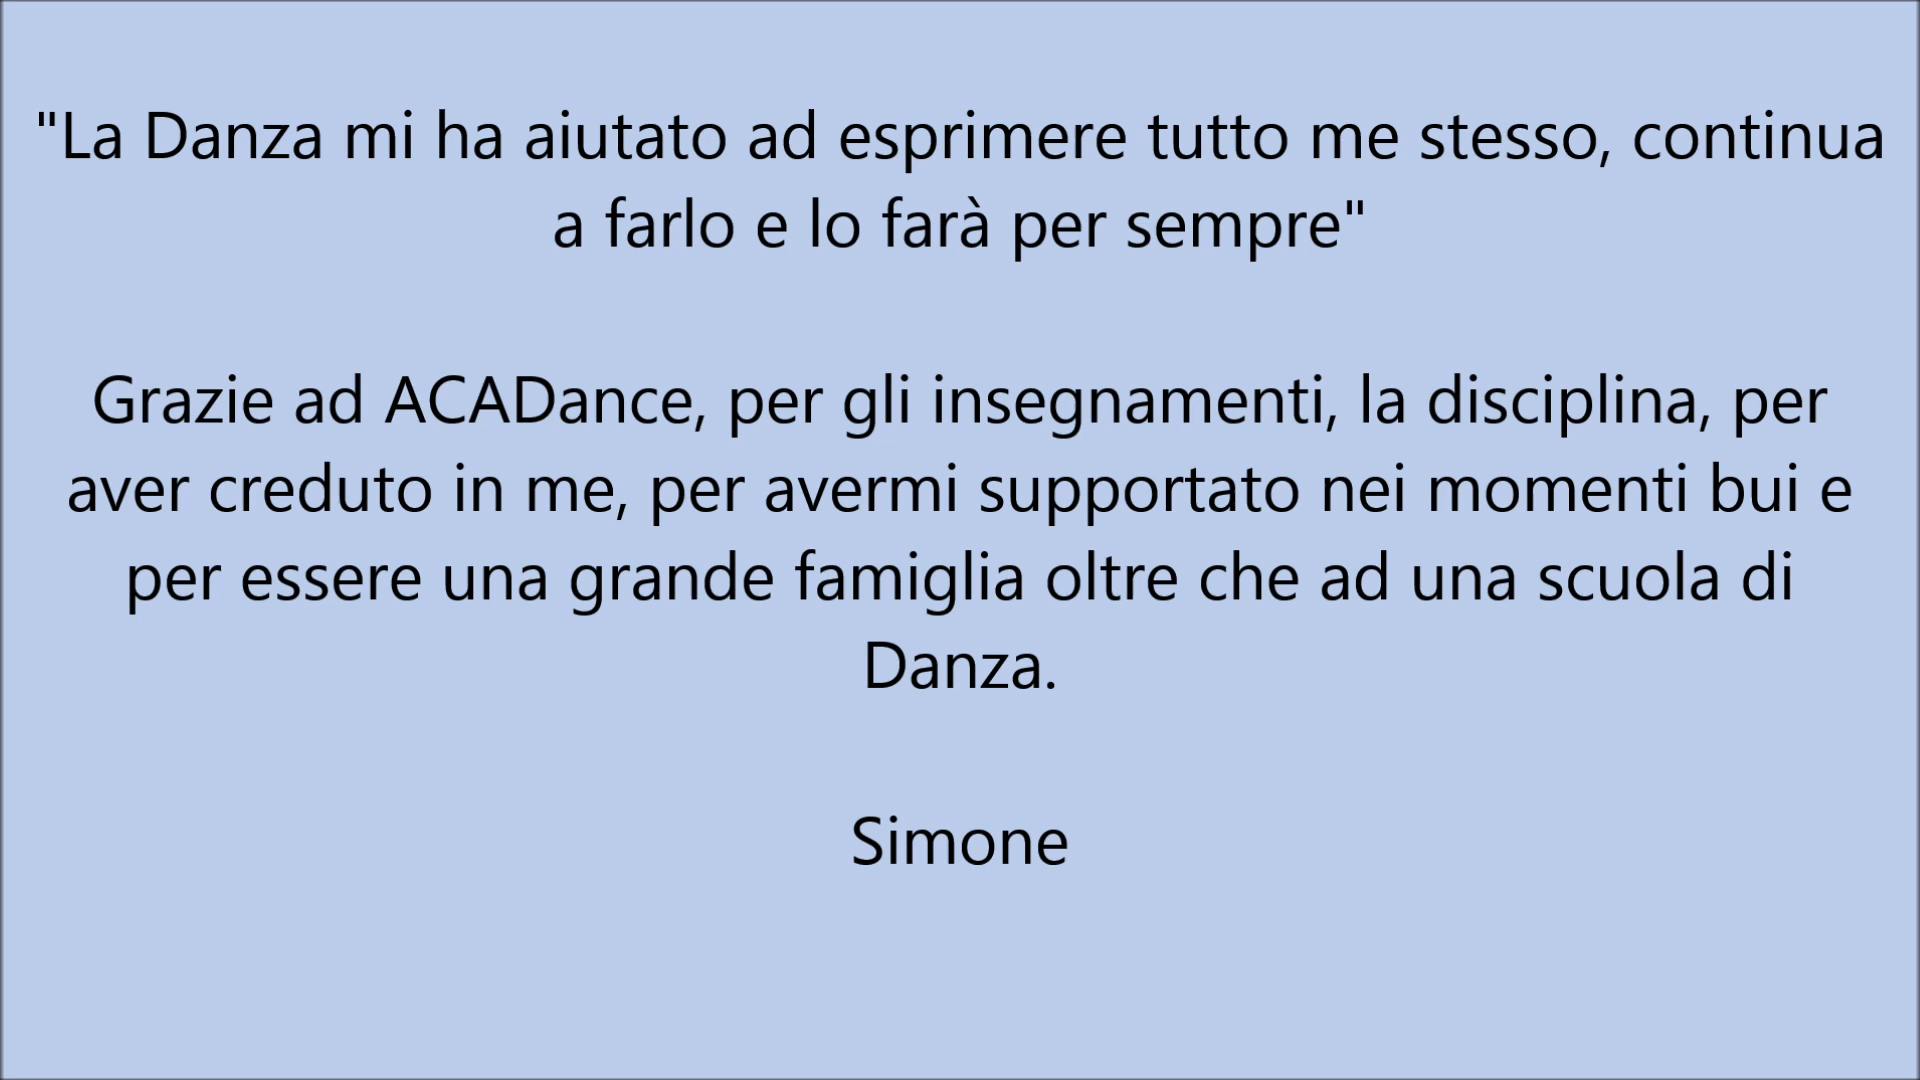 "La Danza mi ha aiutato ad esprimere tutto me stesso, continua
a farlo e lo farà per sempre"
Grazie ad ACADance, per gli insegnamenti, la disciplina, per
aver creduto in me, per avermi supportato nei momenti bui e
per essere una grande famiglia oltre che ad una scuola di
Danza.
Simone